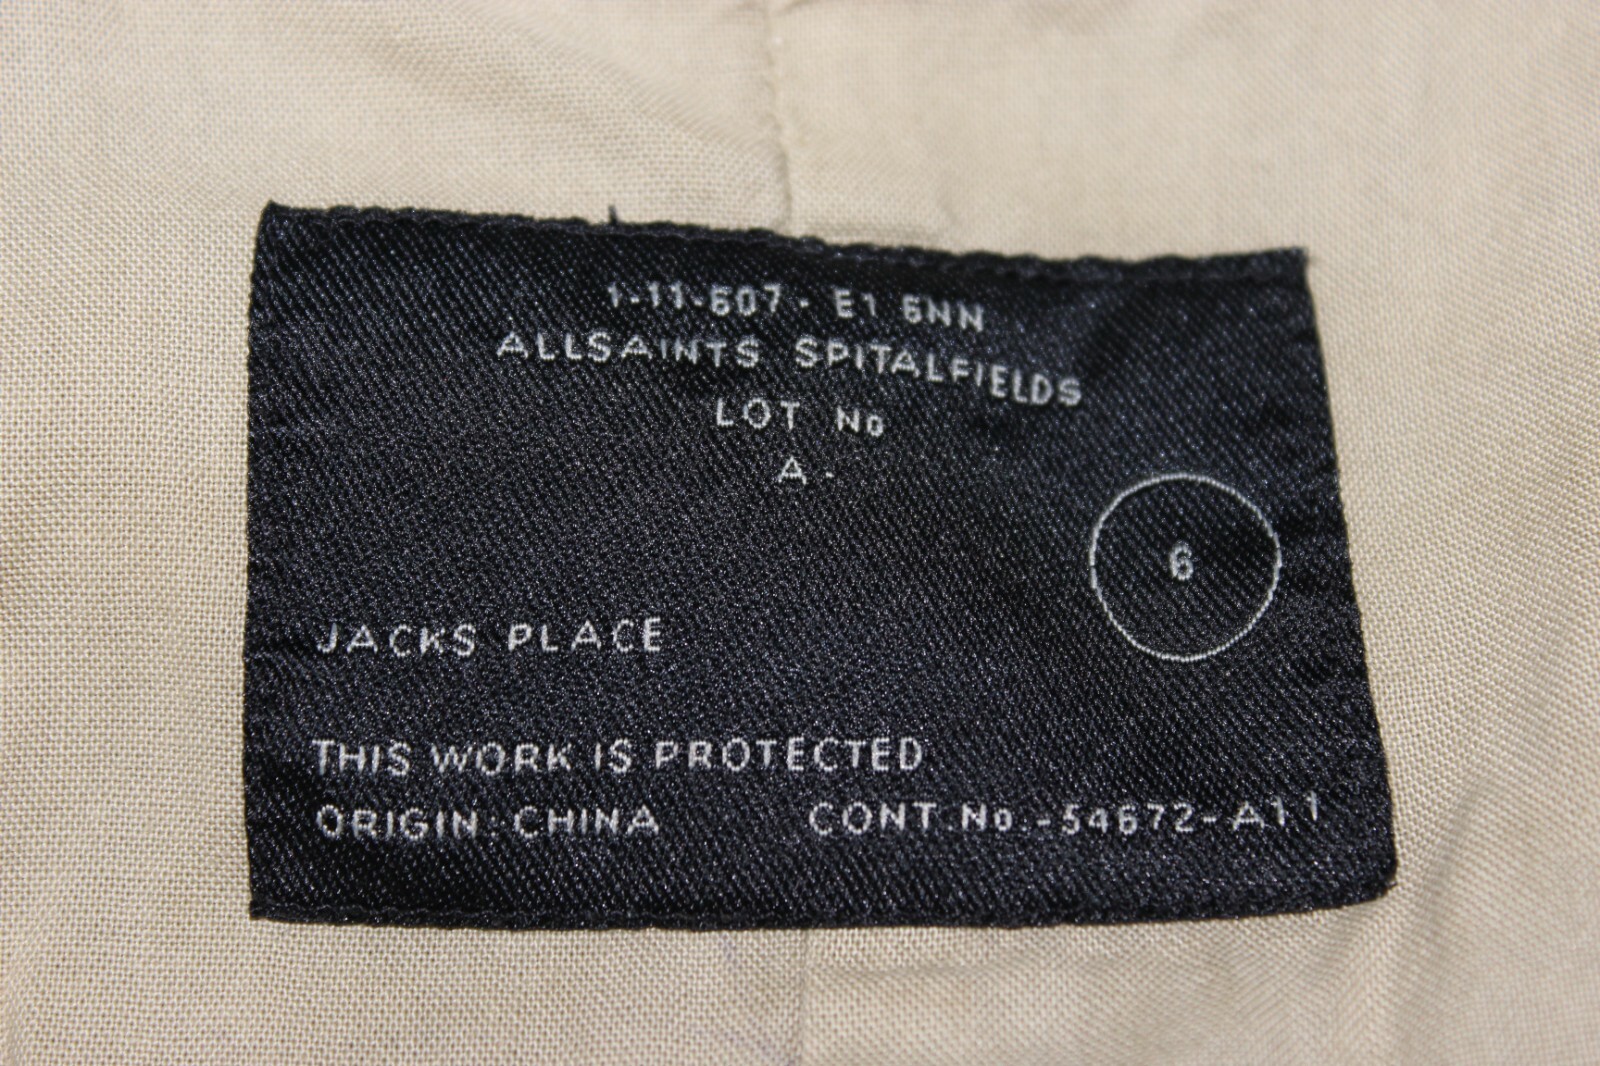 1-11-607 - E1 6NN
ALLSAINTS SPITALFIELDS
LOT No
A -
6
JACKS PLACE
THIS WORK IS PROTECTED
ORIGIN: CHINA CONT. No.-54672-A11